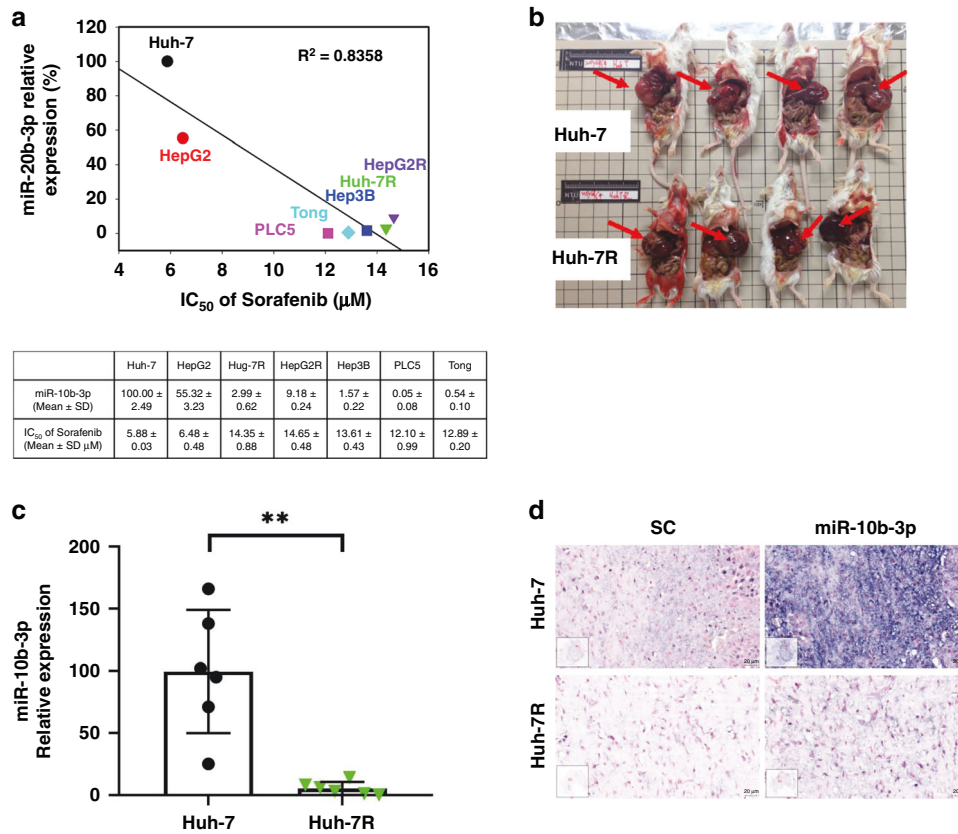 a
miR-20b-3p relative
expression (%)
120
100
80
60
40
20
0
Huh-7
R² = 0.8358
HepG2
HepG2R
Huh-7R
Hep3B
Tong
PLC5
4 6 8 10 12 14 16
IC₅₀ of Sorafenib (μM)
Huh-7 HepG2 Hug-7R HepG2R Hep3B PLC5 Tong
miR-10b-3p
(Mean ± SD)
100.00 ± 55.32 ± 2.99 ± 9.18 ± 1.57 ± 0.05 ± 0.54 ±
2.49 3.23 0.62 0.24 0.22 0.08 0.10
IC₅₀ of Sorafenib
(Mean ± SD μM)
5.88 ± 6.48 ± 14.35 ± 14.65 ± 13.61 ± 12.10 ± 12.89 ±
0.03 0.48 0.88 0.48 0.43 0.99 0.20
b
NTU
Huh-7
Huh-7R
c
**
miR-10b-3p
Relative expression
200
150
100
50
0
Huh-7 Huh-7R
d
SC miR-10b-3p
Huh-7
20 μm
Huh-7R
20 μm